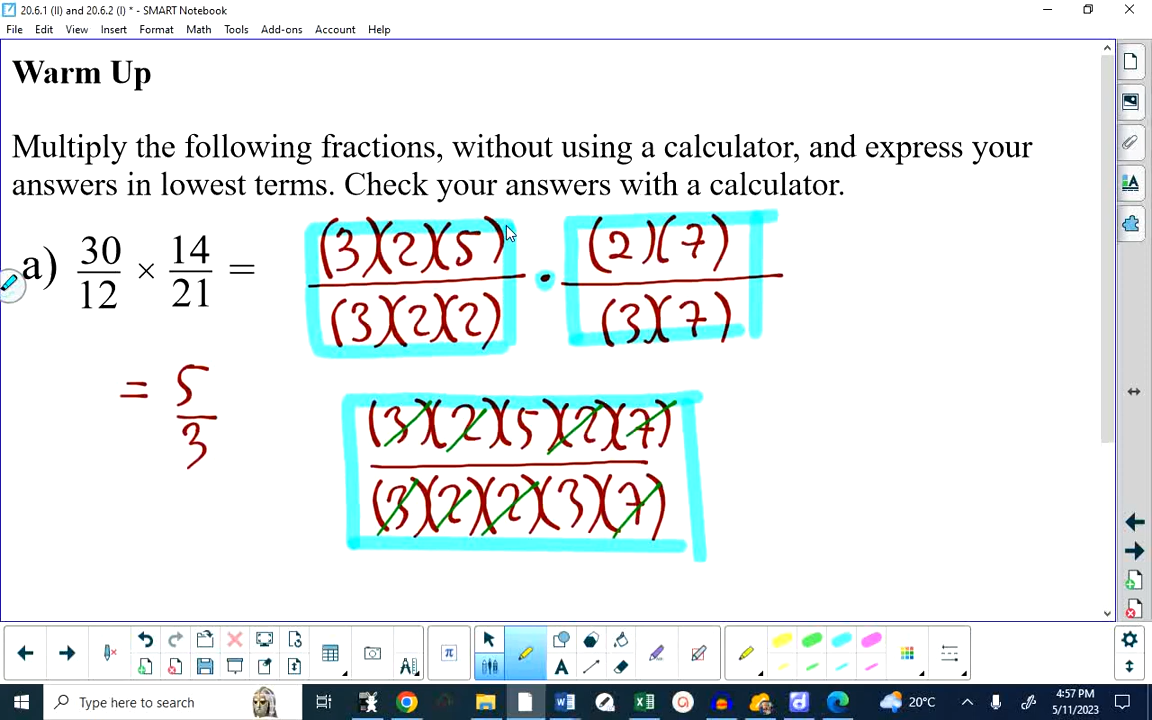 20.6.1 (II) and 20.6.2 (I) * - SMART Notebook
File Edit View Insert Format Math Tools Add-ons Account Help
Warm Up
Multiply the following fractions, without using a calculator, and express your
answers in lowest terms. Check your answers with a calculator.
a) 30/12 × 14/21 = (3)(2)(5)/(3)(2)(2) · (2)(7)/(3)(7)
= 5/3
(3)(2)(5)(2)(7)/(3)(2)(2)(3)(7)
π
A
Type here to search
20°C
4:57 PM
5/11/2023